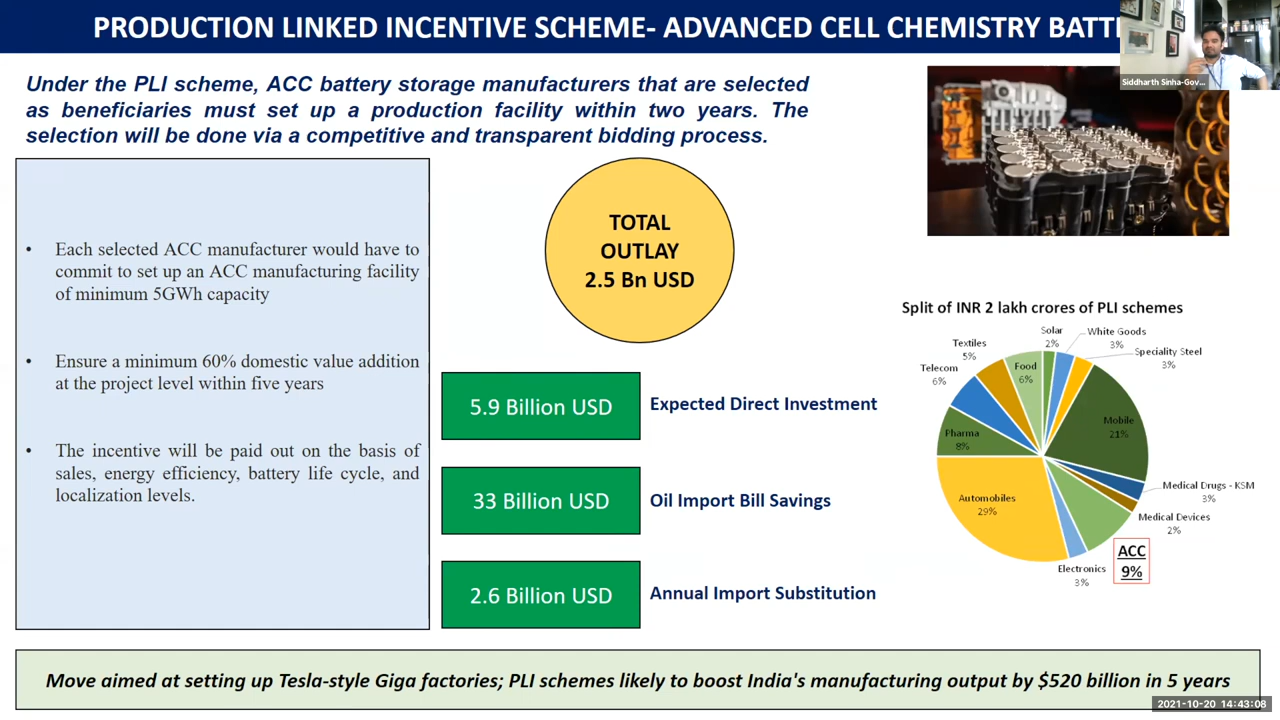 PRODUCTION LINKED INCENTIVE SCHEME- ADVANCED CELL CHEMISTRY
Siddharth Sinha-Gov...
Under the PLI scheme, ACC battery storage manufacturers that are selected
as beneficiaries must set up a production facility within two years. The
selection will be done via a competitive and transparent bidding process.
• Each selected ACC manufacturer would have to
commit to set up an ACC manufacturing facility
of minimum 5GWh capacity
• Ensure a minimum 60% domestic value addition
at the project level within five years
• The incentive will be paid out on the basis of
sales, energy efficiency, battery life cycle, and
localization levels.
TOTAL
OUTLAY
2.5 Bn USD
5.9 Billion USD
Expected Direct Investment
33 Billion USD
Oil Import Bill Savings
2.6 Billion USD
Annual Import Substitution
Split of INR 2 lakh crores of PLI schemes
Solar
2%
White Goods
3%
Speciality Steel
3%
Mobile
21%
Medical Drugs - KSM
3%
Medical Devices
2%
ACC
9%
Electronics
3%
Automobiles
29%
Pharma
8%
Telecom
6%
Textiles
5%
Food
6%
Move aimed at setting up Tesla-style Giga factories; PLI schemes likely to boost India's manufacturing output by $520 billion in 5 years
2021-10-20 14:43:08